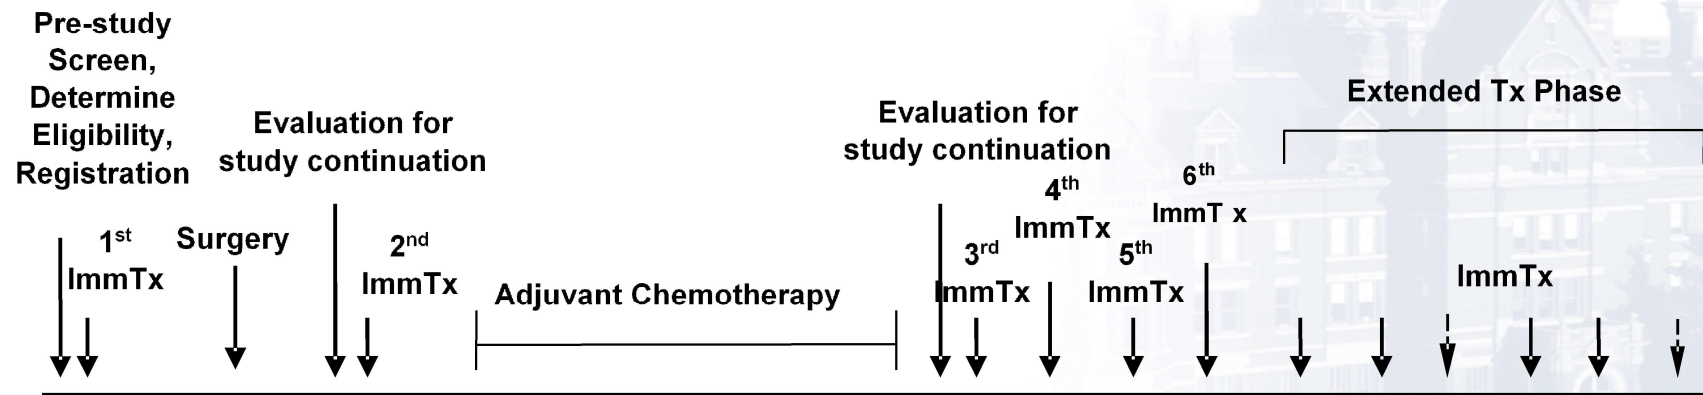 Pre-study
Screen,
Determine
Eligibility,
Registration
1st
ImmTx
Surgery
Evaluation for
study continuation
2nd
ImmTx
Adjuvant Chemotherapy
Evaluation for
study continuation
3rd
ImmTx
4th
ImmTx
5th
ImmTx
6th
ImmT x
Extended Tx Phase
ImmTx